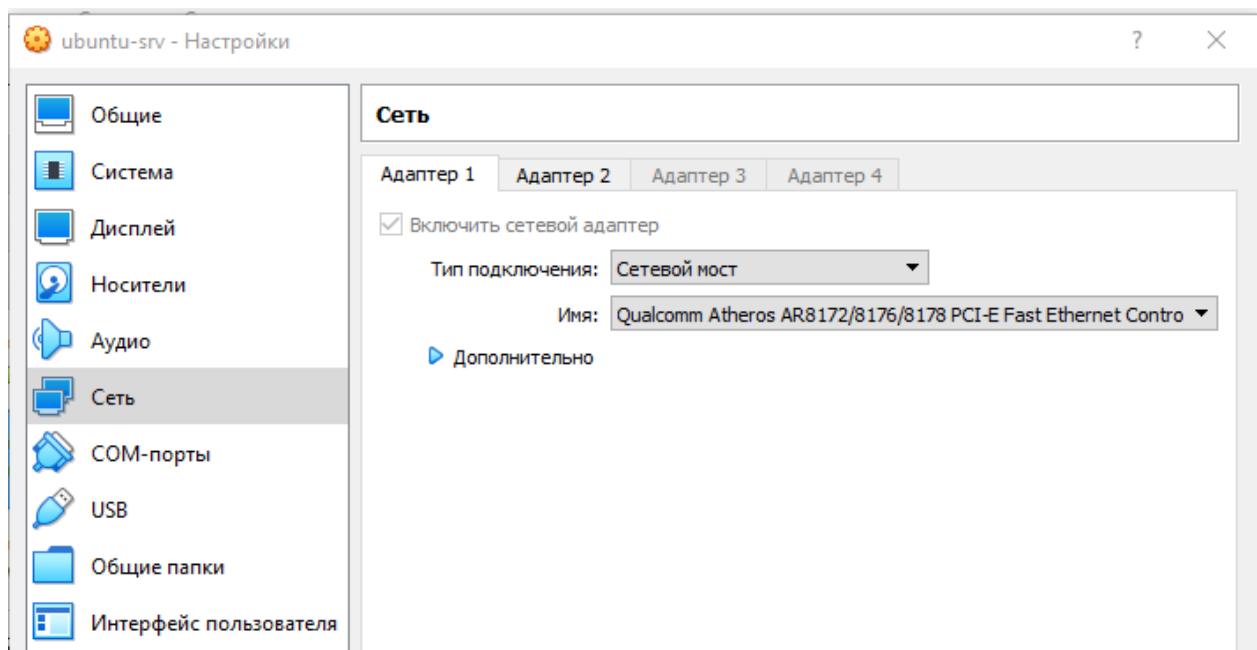 ubuntu-srv - Настройки
?
Общие
Система
Дисплей
Носители
Аудио
Сеть
COM-порты
USB
Общие папки
Интерфейс пользователя
Сеть
Адаптер 1 Адаптер 2 Адаптер 3 Адаптер 4
Включить сетевой адаптер
Тип подключения: Сетевой мост
Имя: Qualcomm Atheros AR8172/8176/8178 PCI-E Fast Ethernet Contro
Дополнительно